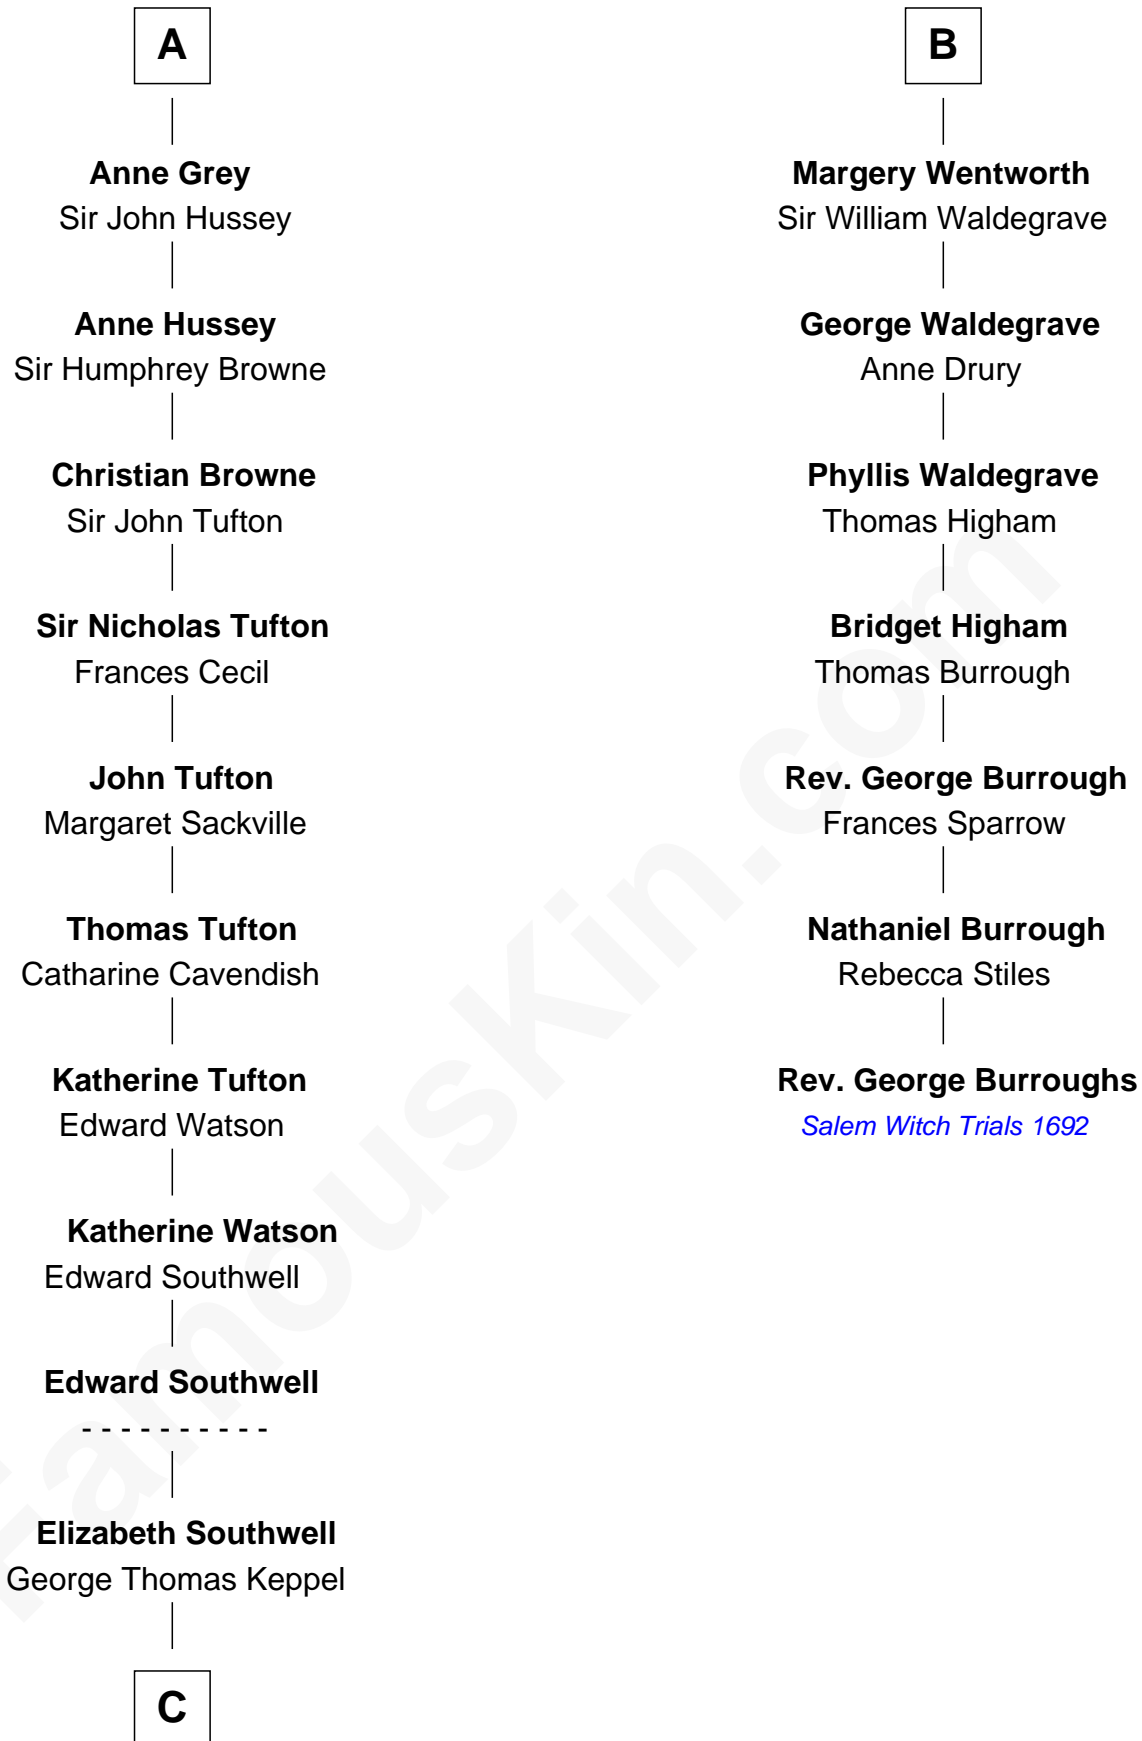 A
Anne Grey
Sir John Hussey
Anne Hussey
Sir Humphrey Browne
Christian Browne
Sir John Tufton
Sir Nicholas Tufton
Frances Cecil
John Tufton
Margaret Sackville
Thomas Tufton
Catharine Cavendish
Katherine Tufton
Edward Watson
Katherine Watson
Edward Southwell
Edward Southwell
- - - - - - - - - -
Elizabeth Southwell
George Thomas Keppel
C
B
Margery Wentworth
Sir William Waldegrave
George Waldegrave
Anne Drury
Phyllis Waldegrave
Thomas Higham
Bridget Higham
Thomas Burrough
Rev. George Burrough
Frances Sparrow
Nathaniel Burrough
Rebecca Stiles
Rev. George Burroughs
Salem Witch Trials 1692
FamousKin.com